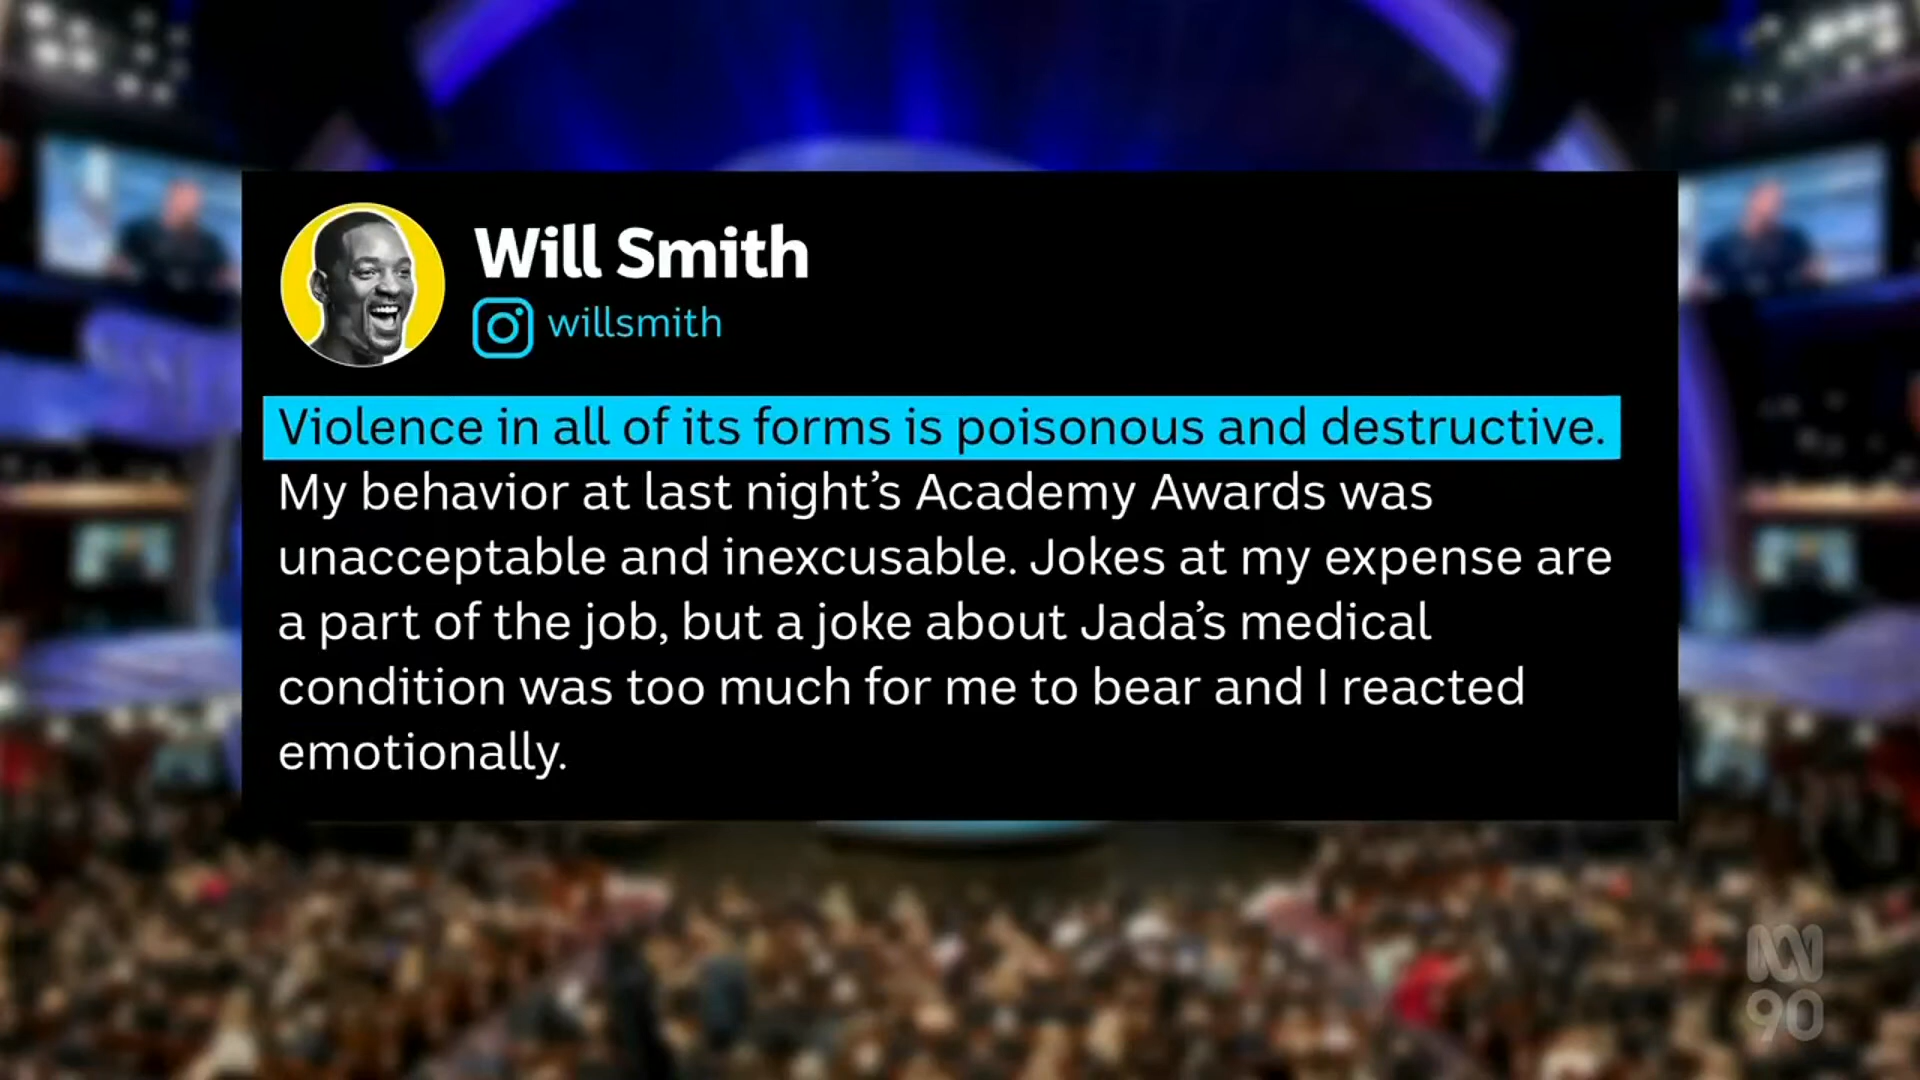 Will Smith
willsmith
Violence in all of its forms is poisonous and destructive.
My behavior at last night’s Academy Awards was
unacceptable and inexcusable. Jokes at my expense are
a part of the job, but a joke about Jada’s medical
condition was too much for me to bear and I reacted
emotionally.
90